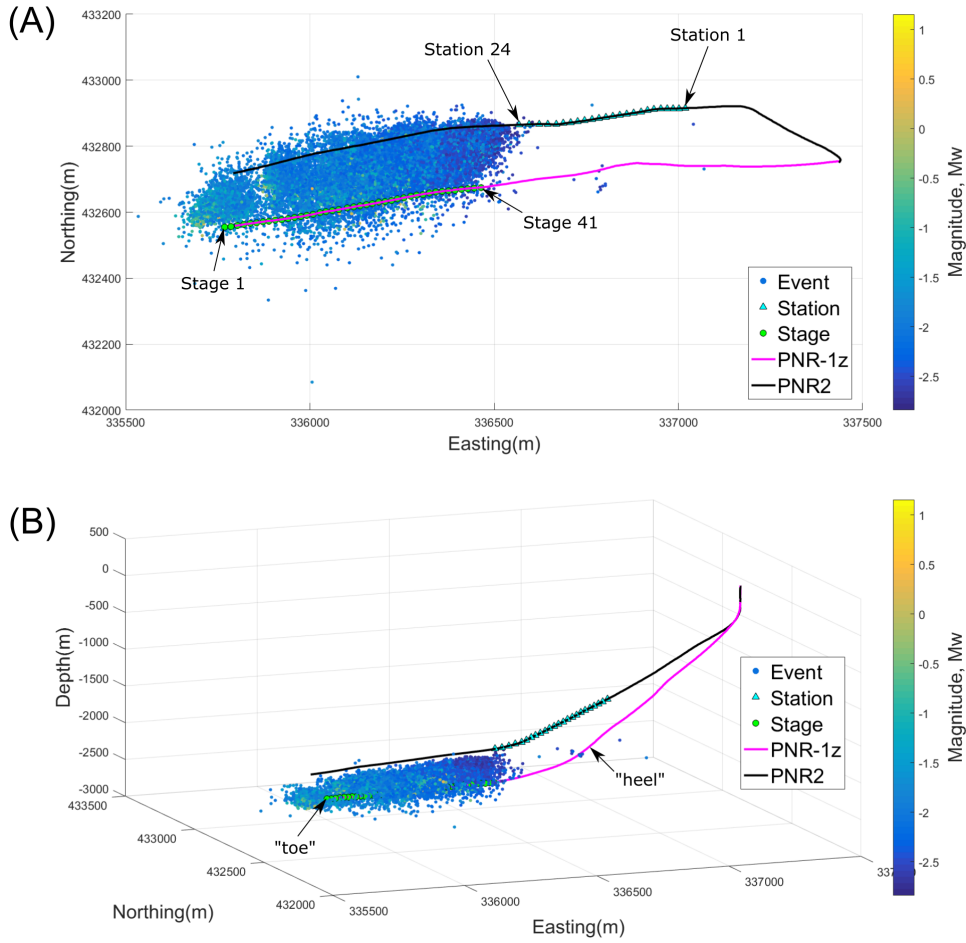 (A)
433200
433000
432800
432600
432400
432200
432000
335500
336000
336500
337000
337500
Northing(m)
Easting(m)
Station 24
Station 1
Stage 41
Stage 1
Event
Station
Stage
PNR-1z
PNR2
1
0.5
0
-0.5
-1
-1.5
-2
-2.5
Magnitude, Mw
(B)
500
0
-500
-1000
-1500
-2000
-2500
-3000
Depth(m)
433500
433000
432500
432000
Northing(m)
335500
336000
336500
337000
Easting(m)
"toe"
"heel"
Event
Station
Stage
PNR-1z
PNR2
1
0.5
0
-0.5
-1
-1.5
-2
-2.5
Magnitude, Mw